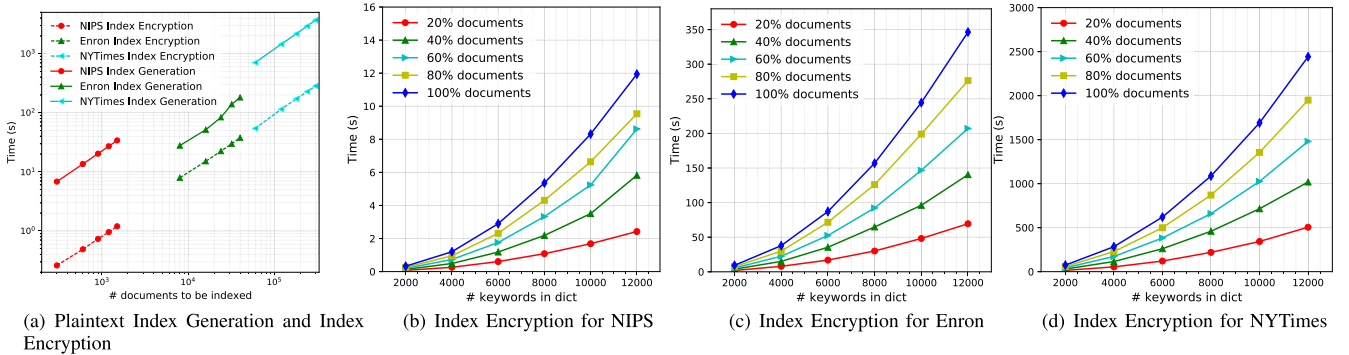 NIPS Index Encryption
Enron Index Encryption
NYTimes Index Encryption
NIPS Index Generation
Enron Index Generation
NYTimes Index Generation
10³
10²
10¹
10⁰
Time (s)
10³
10⁴
10⁵
# documents to be indexed
(a) Plaintext Index Generation and Index
Encryption
20% documents
40% documents
60% documents
80% documents
100% documents
16
14
12
10
8
6
4
2
0
Time (s)
2000 4000 6000 8000 10000 12000
# keywords in dict
(b) Index Encryption for NIPS
20% documents
40% documents
60% documents
80% documents
100% documents
350
300
250
200
150
100
50
0
Time (s)
2000 4000 6000 8000 10000 12000
# keywords in dict
(c) Index Encryption for Enron
20% documents
40% documents
60% documents
80% documents
100% documents
3000
2500
2000
1500
1000
500
0
Time (s)
2000 4000 6000 8000 10000 12000
# keywords in dict
(d) Index Encryption for NYTimes